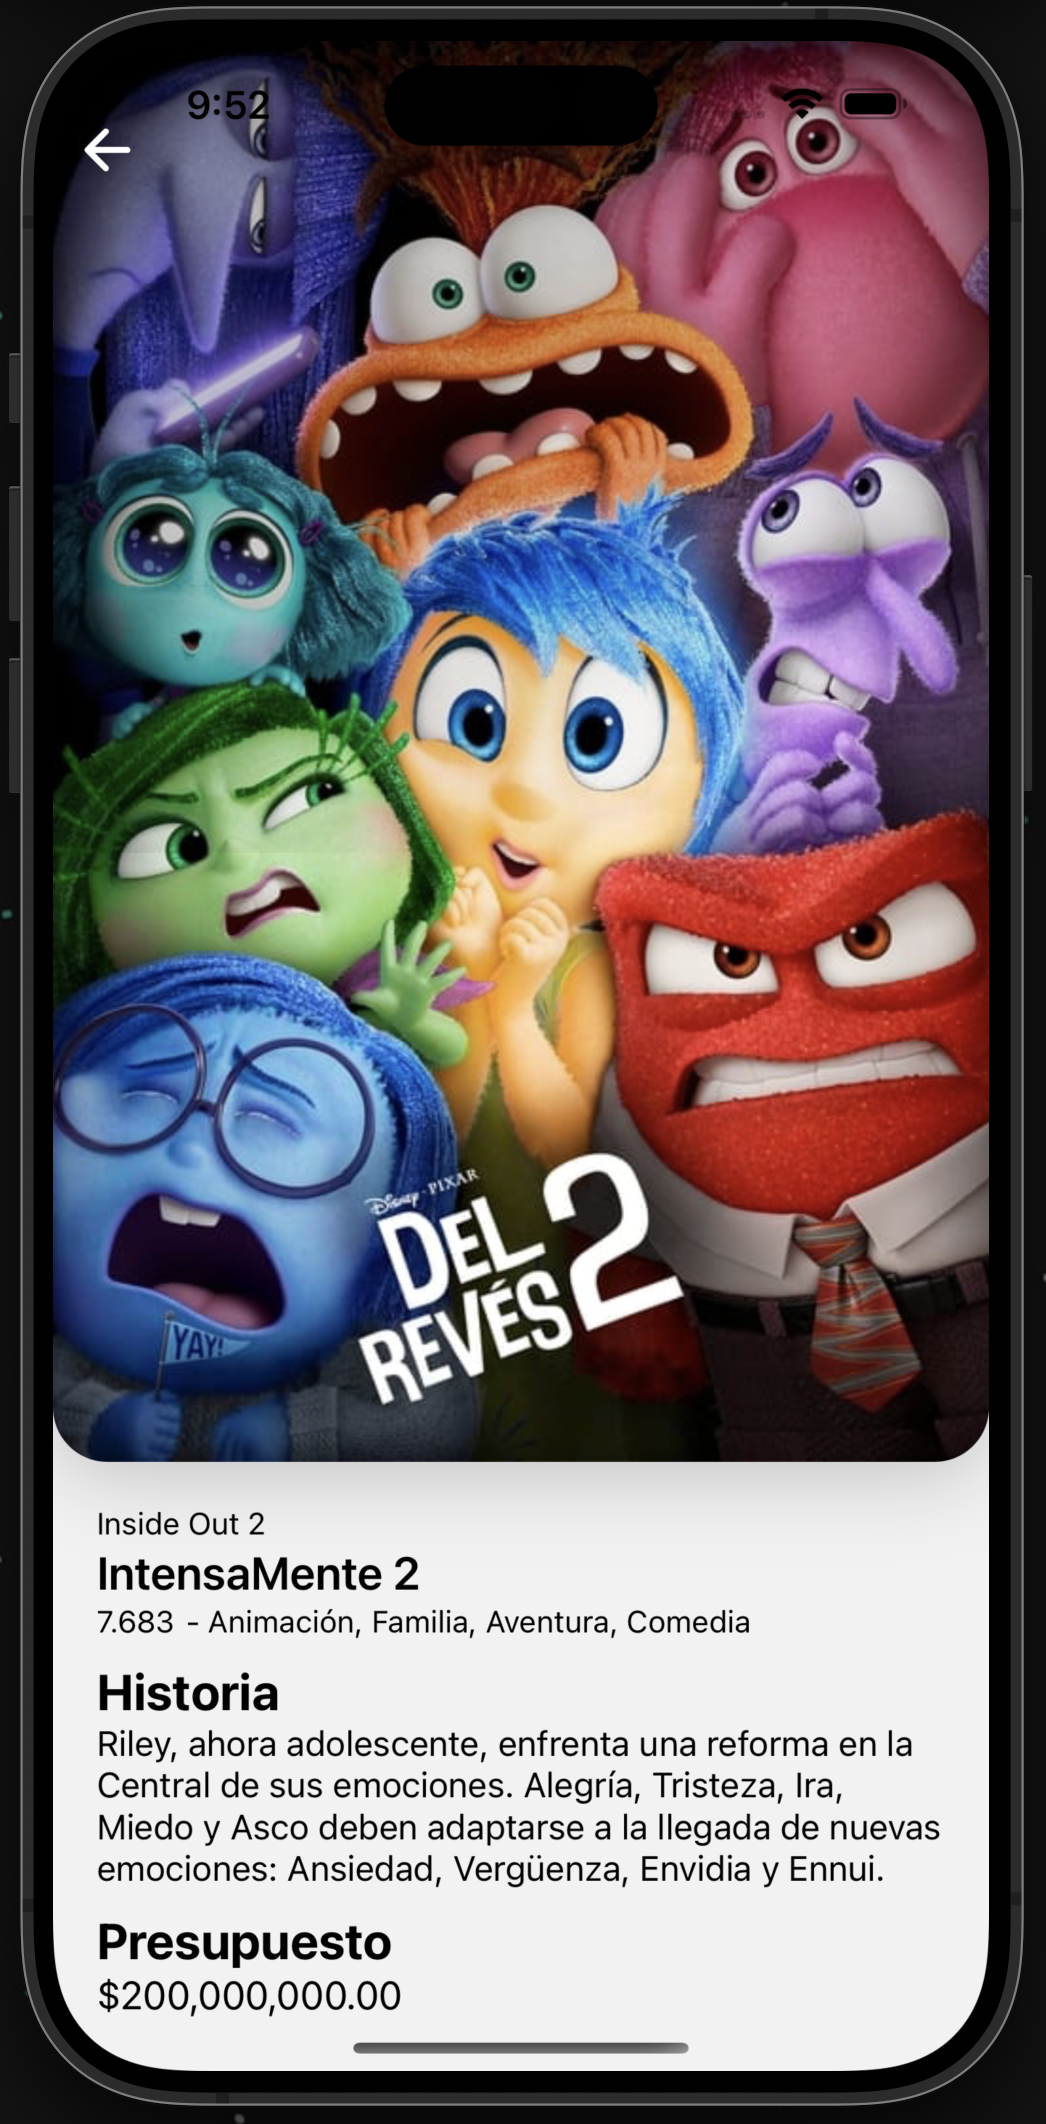 9:52
Disney · PIXAR
DEL
REVÉS 2
YAY!
Inside Out 2
IntensaMente 2
7.683 - Animación, Familia, Aventura, Comedia
Historia
Riley, ahora adolescente, enfrenta una reforma en la
Central de sus emociones. Alegría, Tristeza, Ira,
Miedo y Asco deben adaptarse a la llegada de nuevas
emociones: Ansiedad, Vergüenza, Envidia y Ennui.
Presupuesto
$200,000,000.00